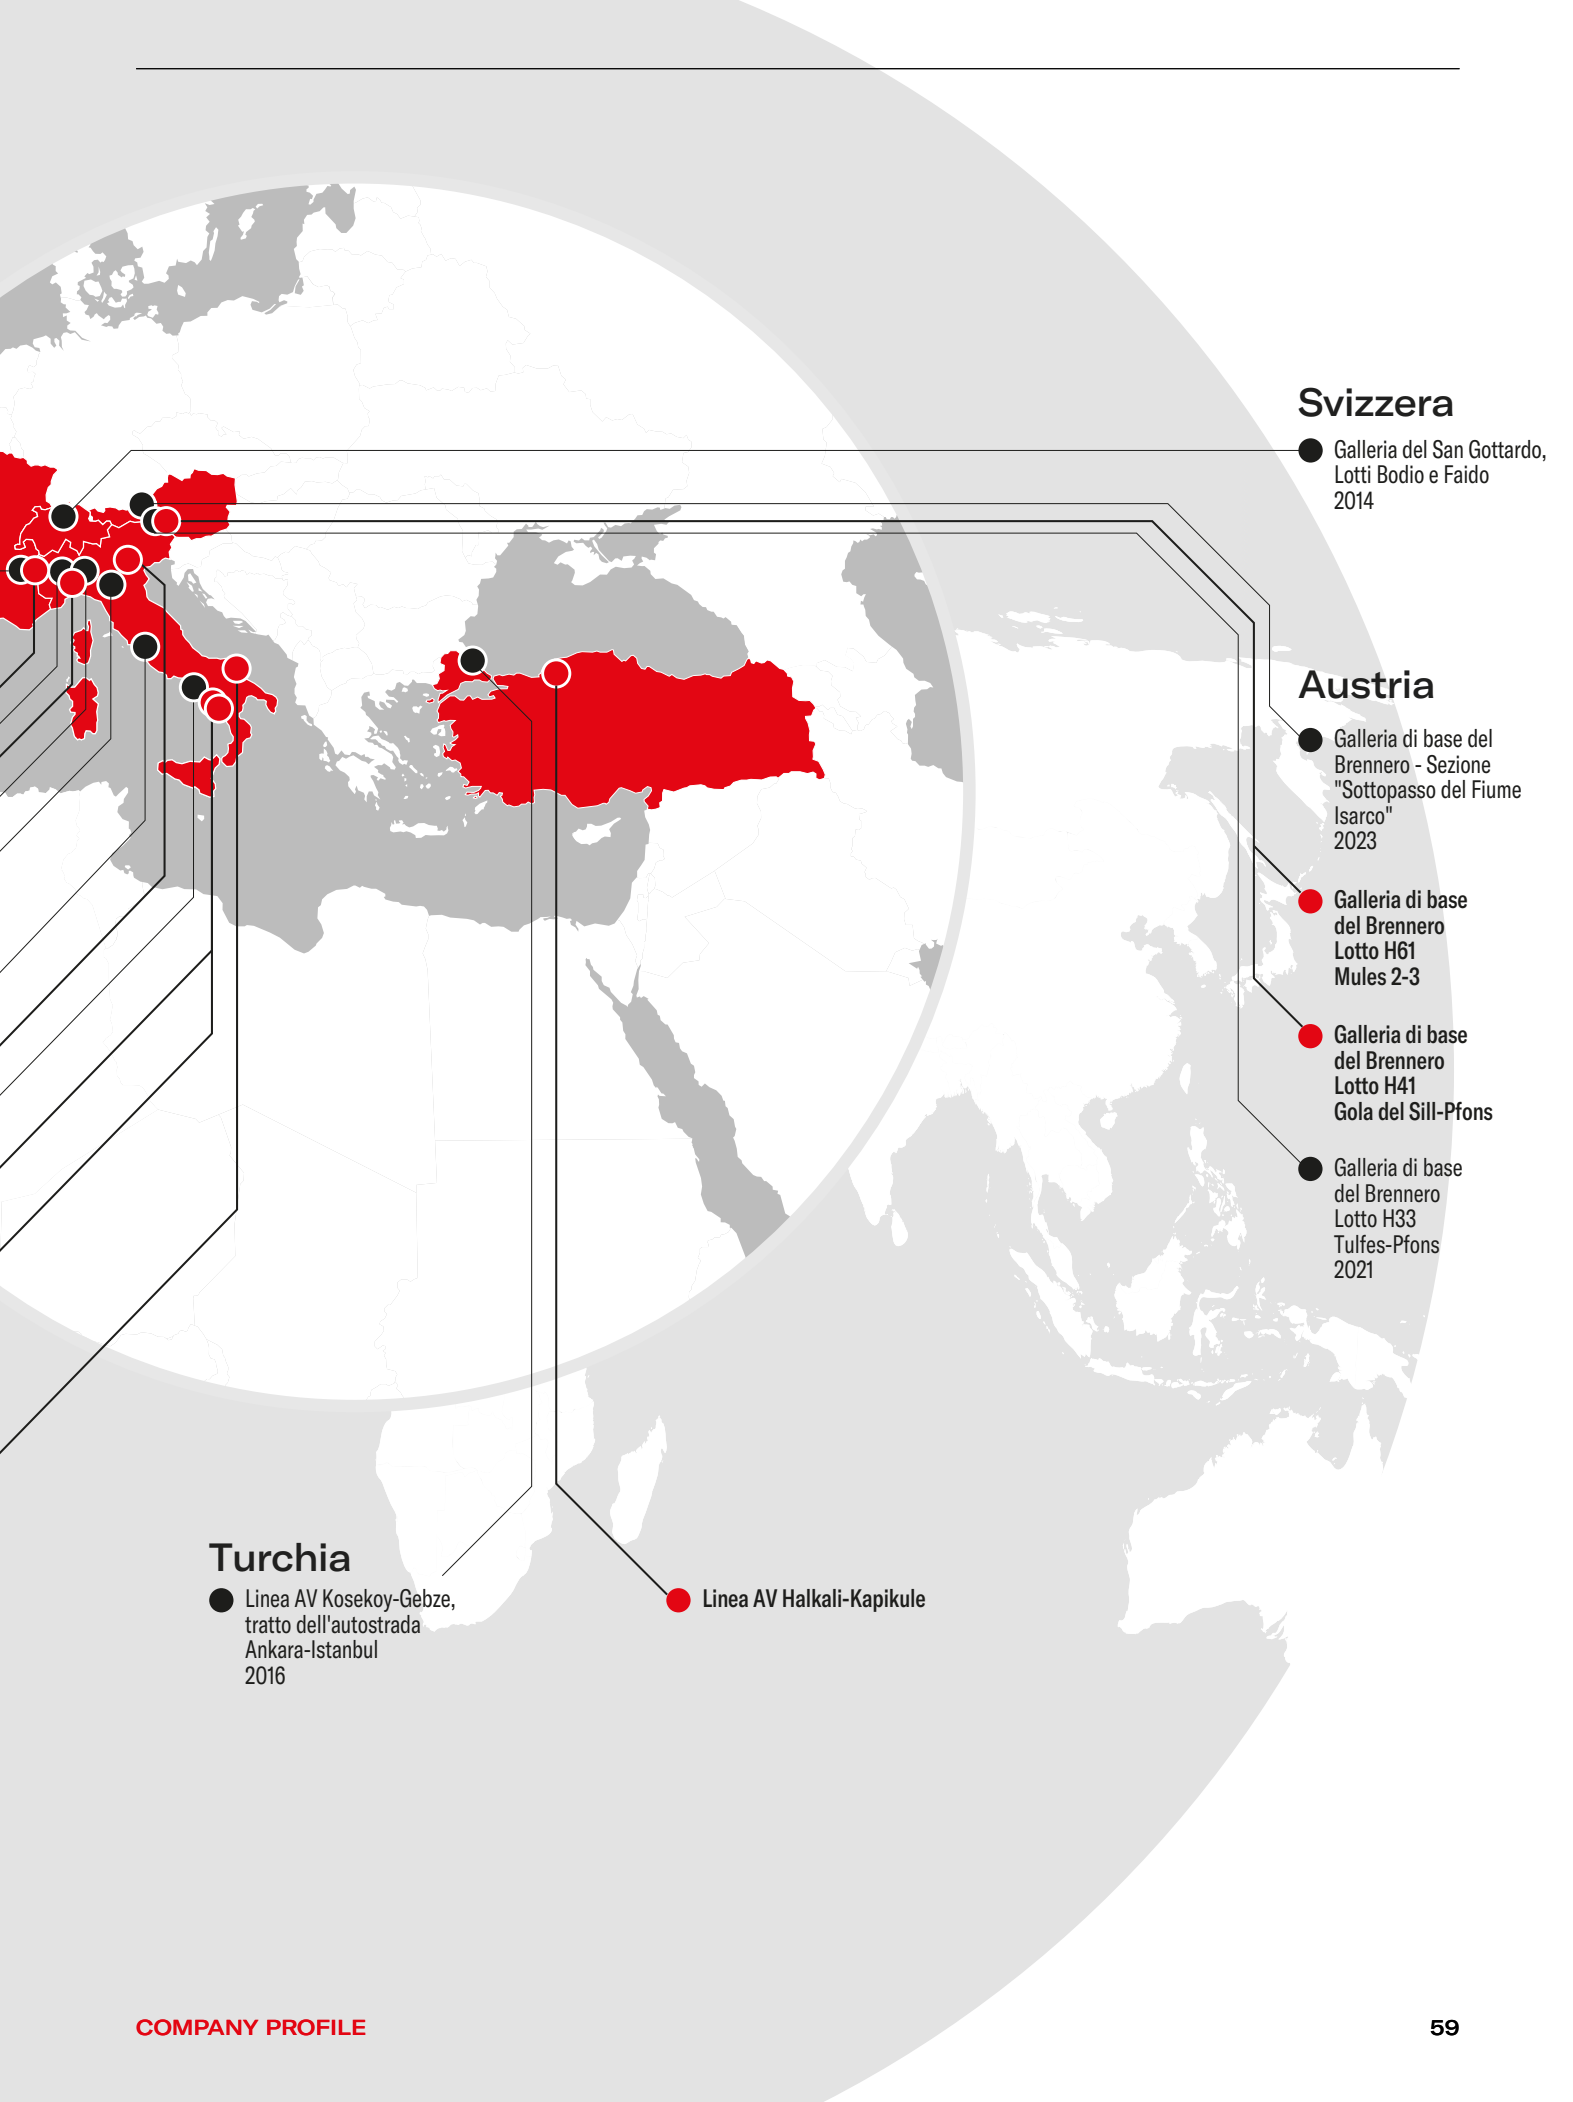 Svizzera
Galleria del San Gottardo,
Lotti Bodio e Faido
2014
Austria
Galleria di base del
Brennero - Sezione
"Sottopasso del Fiume
Isarco"
2023
Galleria di base
del Brennero
Lotto H61
Mules 2-3
Galleria di base
del Brennero
Lotto H41
Gola del Sill-Pfons
Galleria di base
del Brennero
Lotto H33
Tulfes-Pfons
2021
Turchia
Linea AV Kosekoy-Gebze,
tratto dell'autostrada
Ankara-Istanbul
2016
Linea AV Halkali-Kapikule
COMPANY PROFILE
59